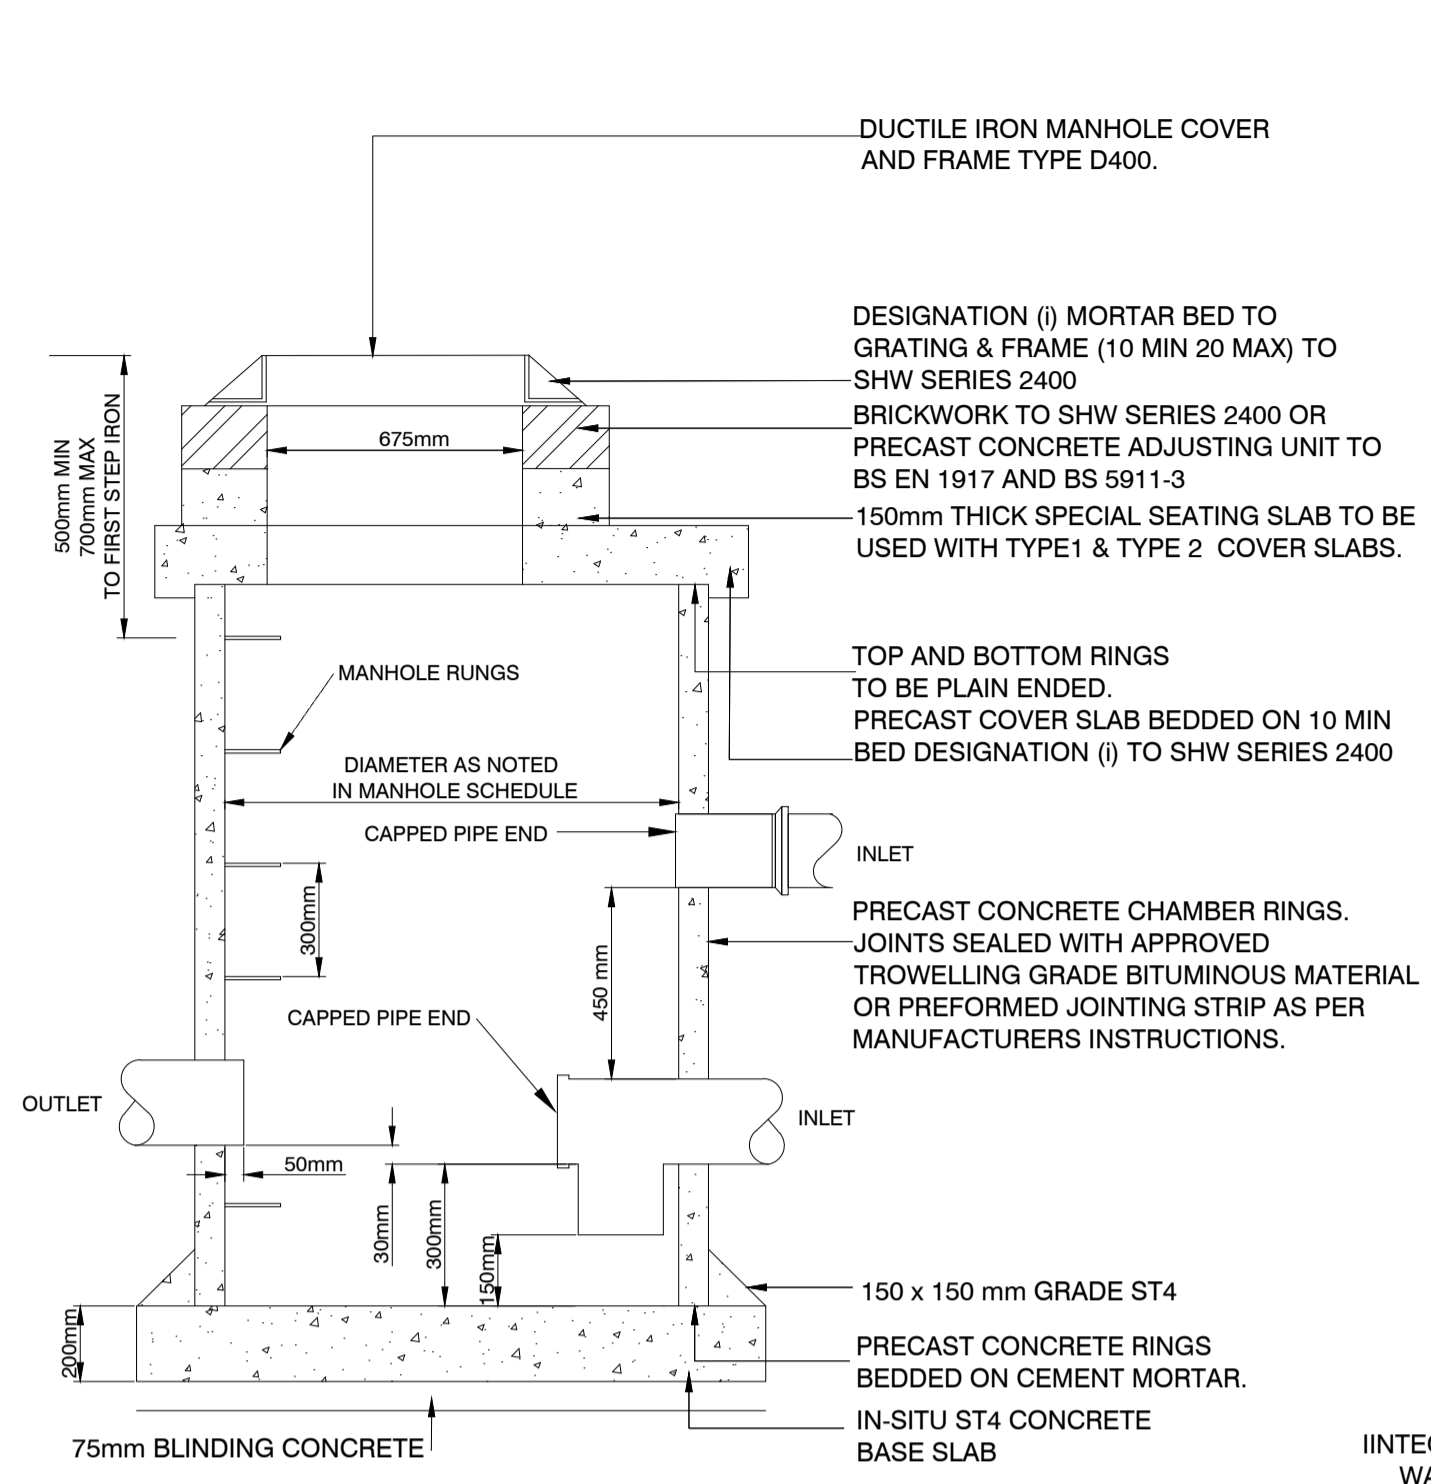 DUCTILE IRON MANHOLE COVER
AND FRAME TYPE D400.
DESIGNATION (i) MORTAR BED TO
GRATING & FRAME (10 MIN 20 MAX) TO
SHW SERIES 2400
BRICKWORK TO SHW SERIES 2400 OR
PRECAST CONCRETE ADJUSTING UNIT TO
BS EN 1917 AND BS 5911-3
150mm THICK SPECIAL SEATING SLAB TO BE
USED WITH TYPE1 & TYPE 2 COVER SLABS.
500mm MIN
700mm MAX
TO FIRST STEP IRON
675mm
TOP AND BOTTOM RINGS
TO BE PLAIN ENDED.
PRECAST COVER SLAB BEDDED ON 10 MIN
BED DESIGNATION (i) TO SHW SERIES 2400
MANHOLE RUNGS
DIAMETER AS NOTED
IN MANHOLE SCHEDULE
CAPPED PIPE END
INLET
300mm
450 mm
PRECAST CONCRETE CHAMBER RINGS.
JOINTS SEALED WITH APPROVED
TROWELLING GRADE BITUMINOUS MATERIAL
OR PREFORMED JOINTING STRIP AS PER
MANUFACTURERS INSTRUCTIONS.
CAPPED PIPE END
OUTLET
INLET
50mm
30mm
300mm
150mm
200mm
150 x 150 mm GRADE ST4
PRECAST CONCRETE RINGS
BEDDED ON CEMENT MORTAR.
IN-SITU ST4 CONCRETE
BASE SLAB
75mm BLINDING CONCRETE